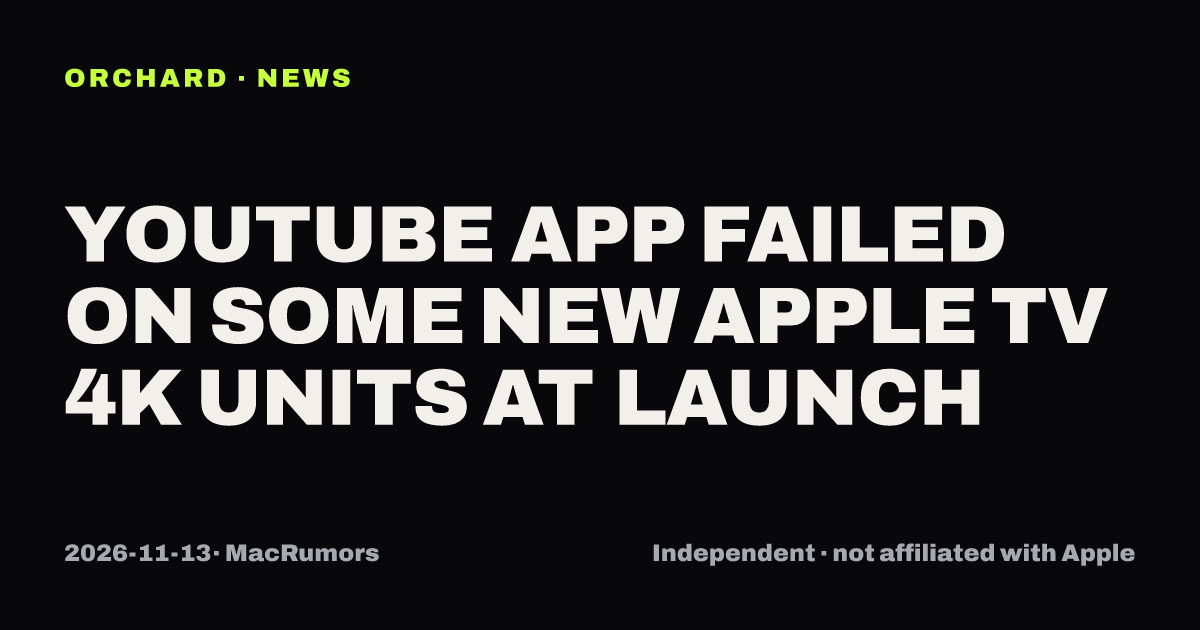 ORCHARD · NEWS
YOUTUBE APP FAILED
ON SOME NEW APPLE TV
4K UNITS AT LAUNCH
2026-11-13· MacRumors
Independent · not affiliated with Apple